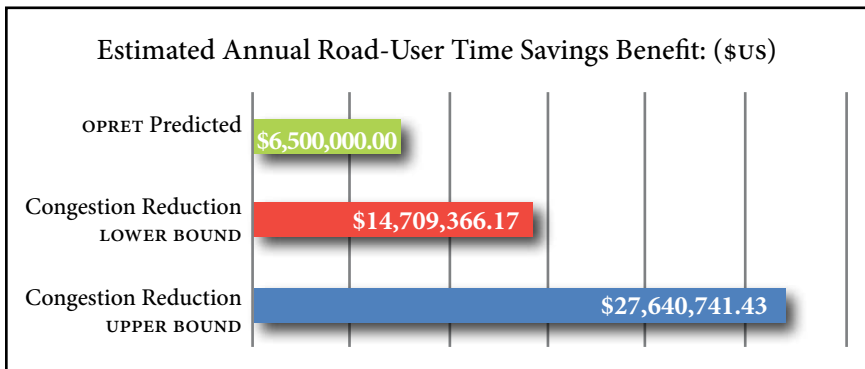 Estimated Annual Road-User Time Savings Benefit: ($US)
OPRET Predicted
$6,500,000.00
Congestion Reduction
LOWER BOUND
$14,709,366.17
Congestion Reduction
UPPER BOUND
$27,640,741.43